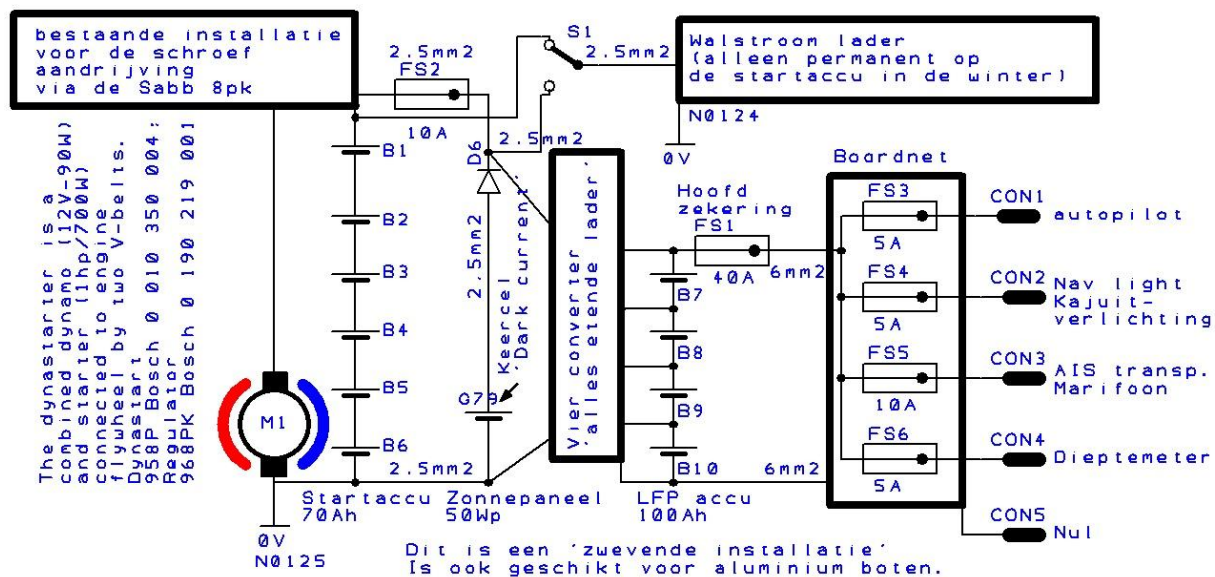 bestaande installatie
voor de schroef
aandrijving
via de Sabb 8pk
2.5mm2
FS2
10A
S1
2.5mm2
Walstroom lader
(alleen permanent op
de startaccu in de winter)
N0124
0V
The dynastarter is a
combined dynamo (12V-90W)
and starter (1hp/700W)
connected to engine
flywheel by two V-belts.
Dynastart
958P Bosch 0 010 350 004;
Regulator
968PK Bosch 0 190 219 001
B1
B2
B3
B4
B5
B6
2.5mm2
D6
2.5mm2
Keercel
'Dark current'
G79
Vier converter
'alles etende lader'
Hoofd
zekering
FS1
40A
6mm2
B7
B8
B9
B10
6mm2
Boordnet
FS3
5A
FS4
5A
FS5
10A
FS6
5A
CON1
autopilot
CON2
Nav light
Kajuit-
verlichting
CON3
AIS transp.
Marifoon
CON4
Dieptemeter
CON5
Nul
M1
2.5mm2
0V
N0125
Startaccu
70Ah
Zonnepaneel
50Wp
LFP accu
100Ah
Dit is een 'zwevende installatie'
Is ook geschikt voor aluminium boten.